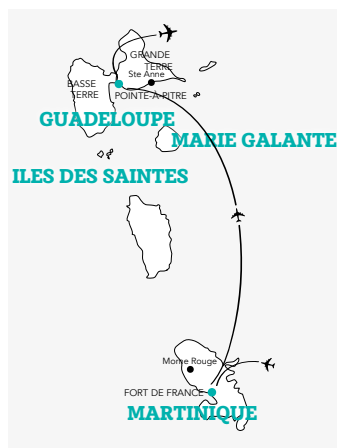 GRANDE
TERRE
Ste Anne
BASSE
TERRE
POINTE-À-PITRE
GUADELOUPE
MARIE GALANTE
ILES DES SAINTES
Morne Rouge
FORT DE FRANCE
MARTINIQUE